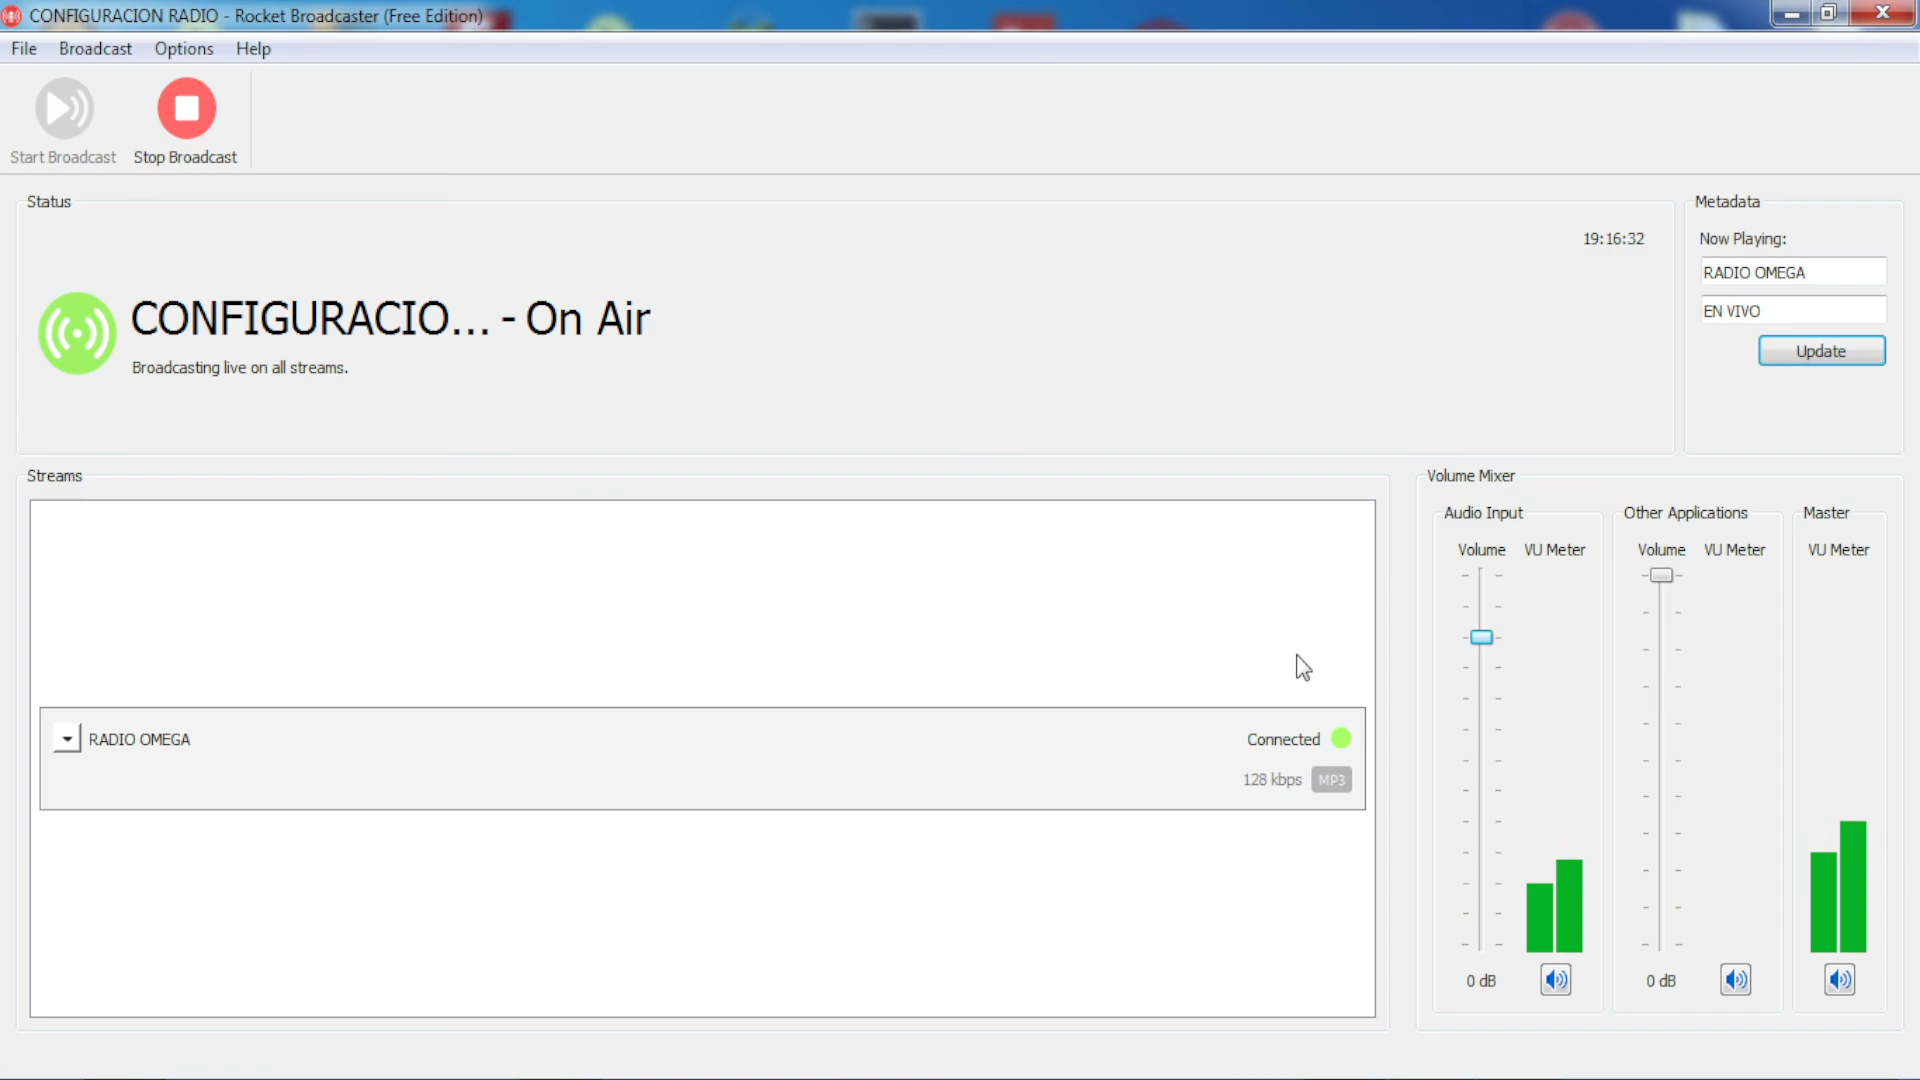 CONFIGURACION RADIO - Rocket Broadcaster (Free Edition)
File Broadcast Options Help
Start Broadcast Stop Broadcast
Status
19:16:32
CONFIGURACIO... - On Air
Broadcasting live on all streams.
Metadata
Now Playing:
RADIO OMEGA
EN VIVO
Update
Streams
RADIO OMEGA
Connected
128 kbps MP3
Volume Mixer
Audio Input
Volume VU Meter
0 dB
Other Applications
Volume VU Meter
0 dB
Master
VU Meter